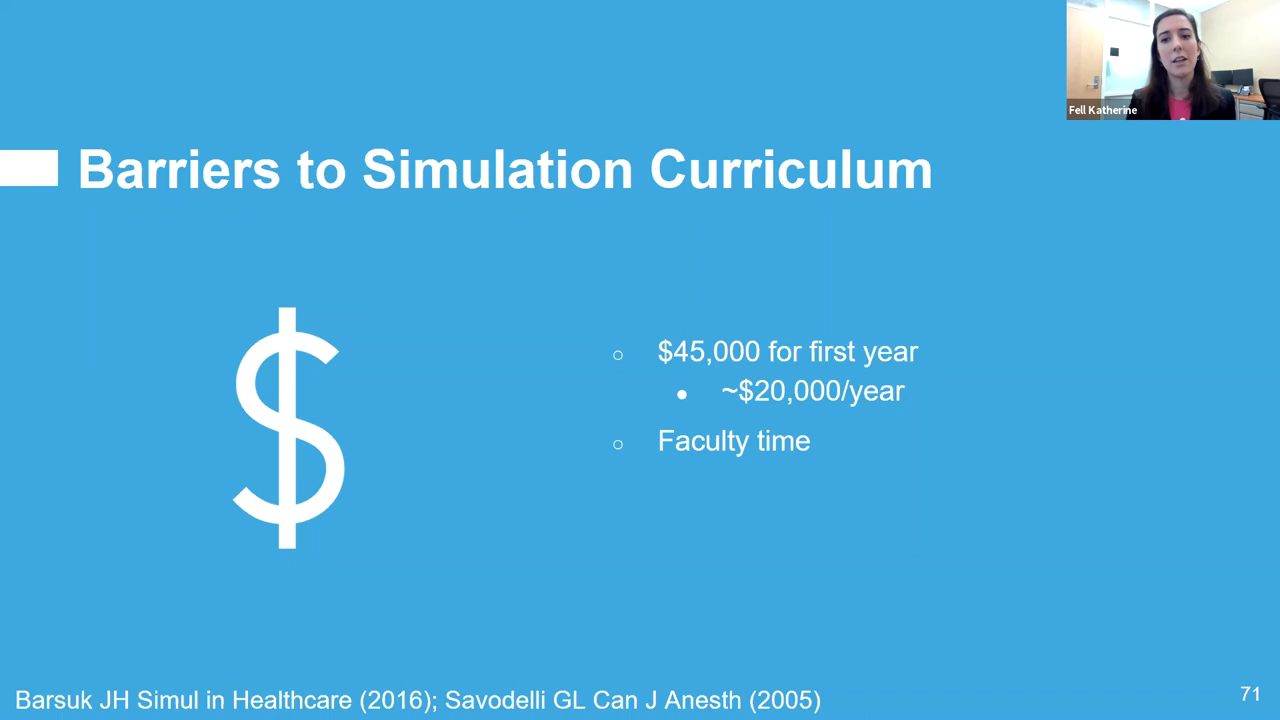 Fell Katherine
Barriers to Simulation Curriculum
$
○ $45,000 for first year
● ~$20,000/year
○ Faculty time
Barsuk JH Simul in Healthcare (2016); Savodelli GL Can J Anesth (2005)
71